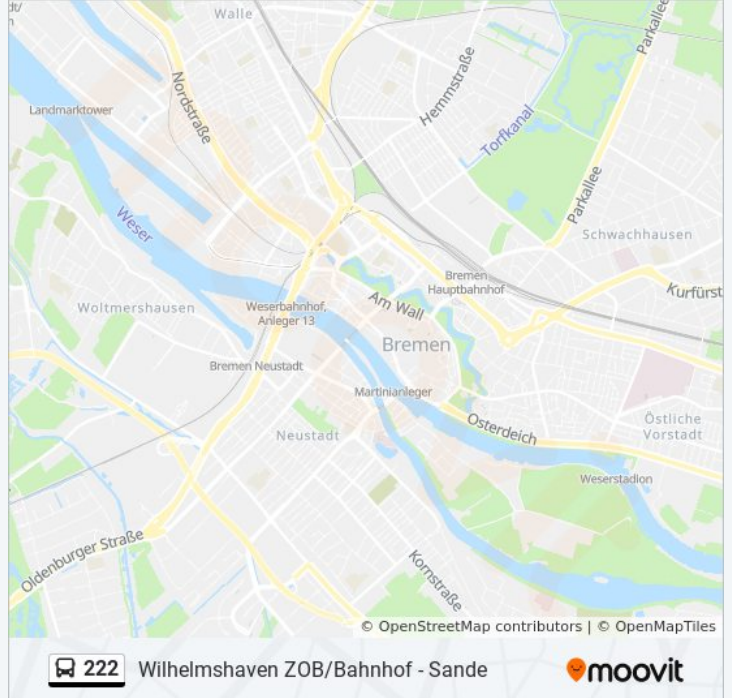 dt/
Walle
Parkallee
Nordstraße
Hemmstraße
Landmarktower
Torfkanal
Parkallee
Weser
Schwachhausen
Bremen
Hauptbahnhof
Kurfürst
Woltmershausen
Weserbahnhof,
Anleger 13
Am Wall
Bremen
Bremen Neustadt
Martinianleger
Neustadt
Osterdeich
Östliche
Vorstadt
Weserstadion
Oldenburger Straße
Kornstraße
© OpenStreetMap contributors | © OpenMapTiles
222 Wilhelmshaven ZOB/Bahnhof - Sande moovit